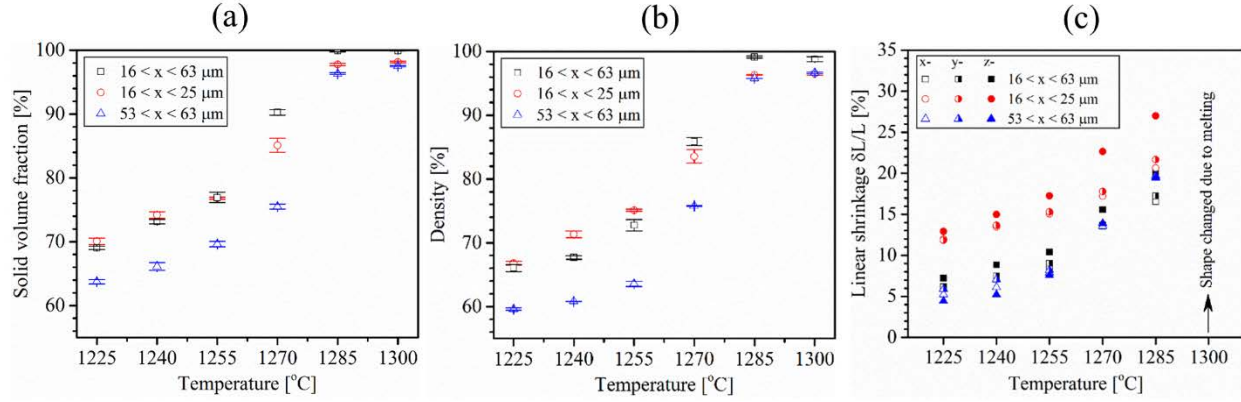 (a)
Solid volume fraction [%]
100
90
80
70
60
16 < x < 63 μm
16 < x < 25 μm
53 < x < 63 μm
1225 1240 1255 1270 1285 1300
Temperature [°C]
(b)
Density [%]
100
90
80
70
60
16 < x < 63 μm
16 < x < 25 μm
53 < x < 63 μm
1225 1240 1255 1270 1285 1300
Temperature [°C]
(c)
Linear shrinkage δL/L [%]
35
30
25
20
15
10
5
0
x- y- z-
16 < x < 63 μm
16 < x < 25 μm
53 < x < 63 μm
Shape changed due to melting
1225 1240 1255 1270 1285 1300
Temperature [°C]